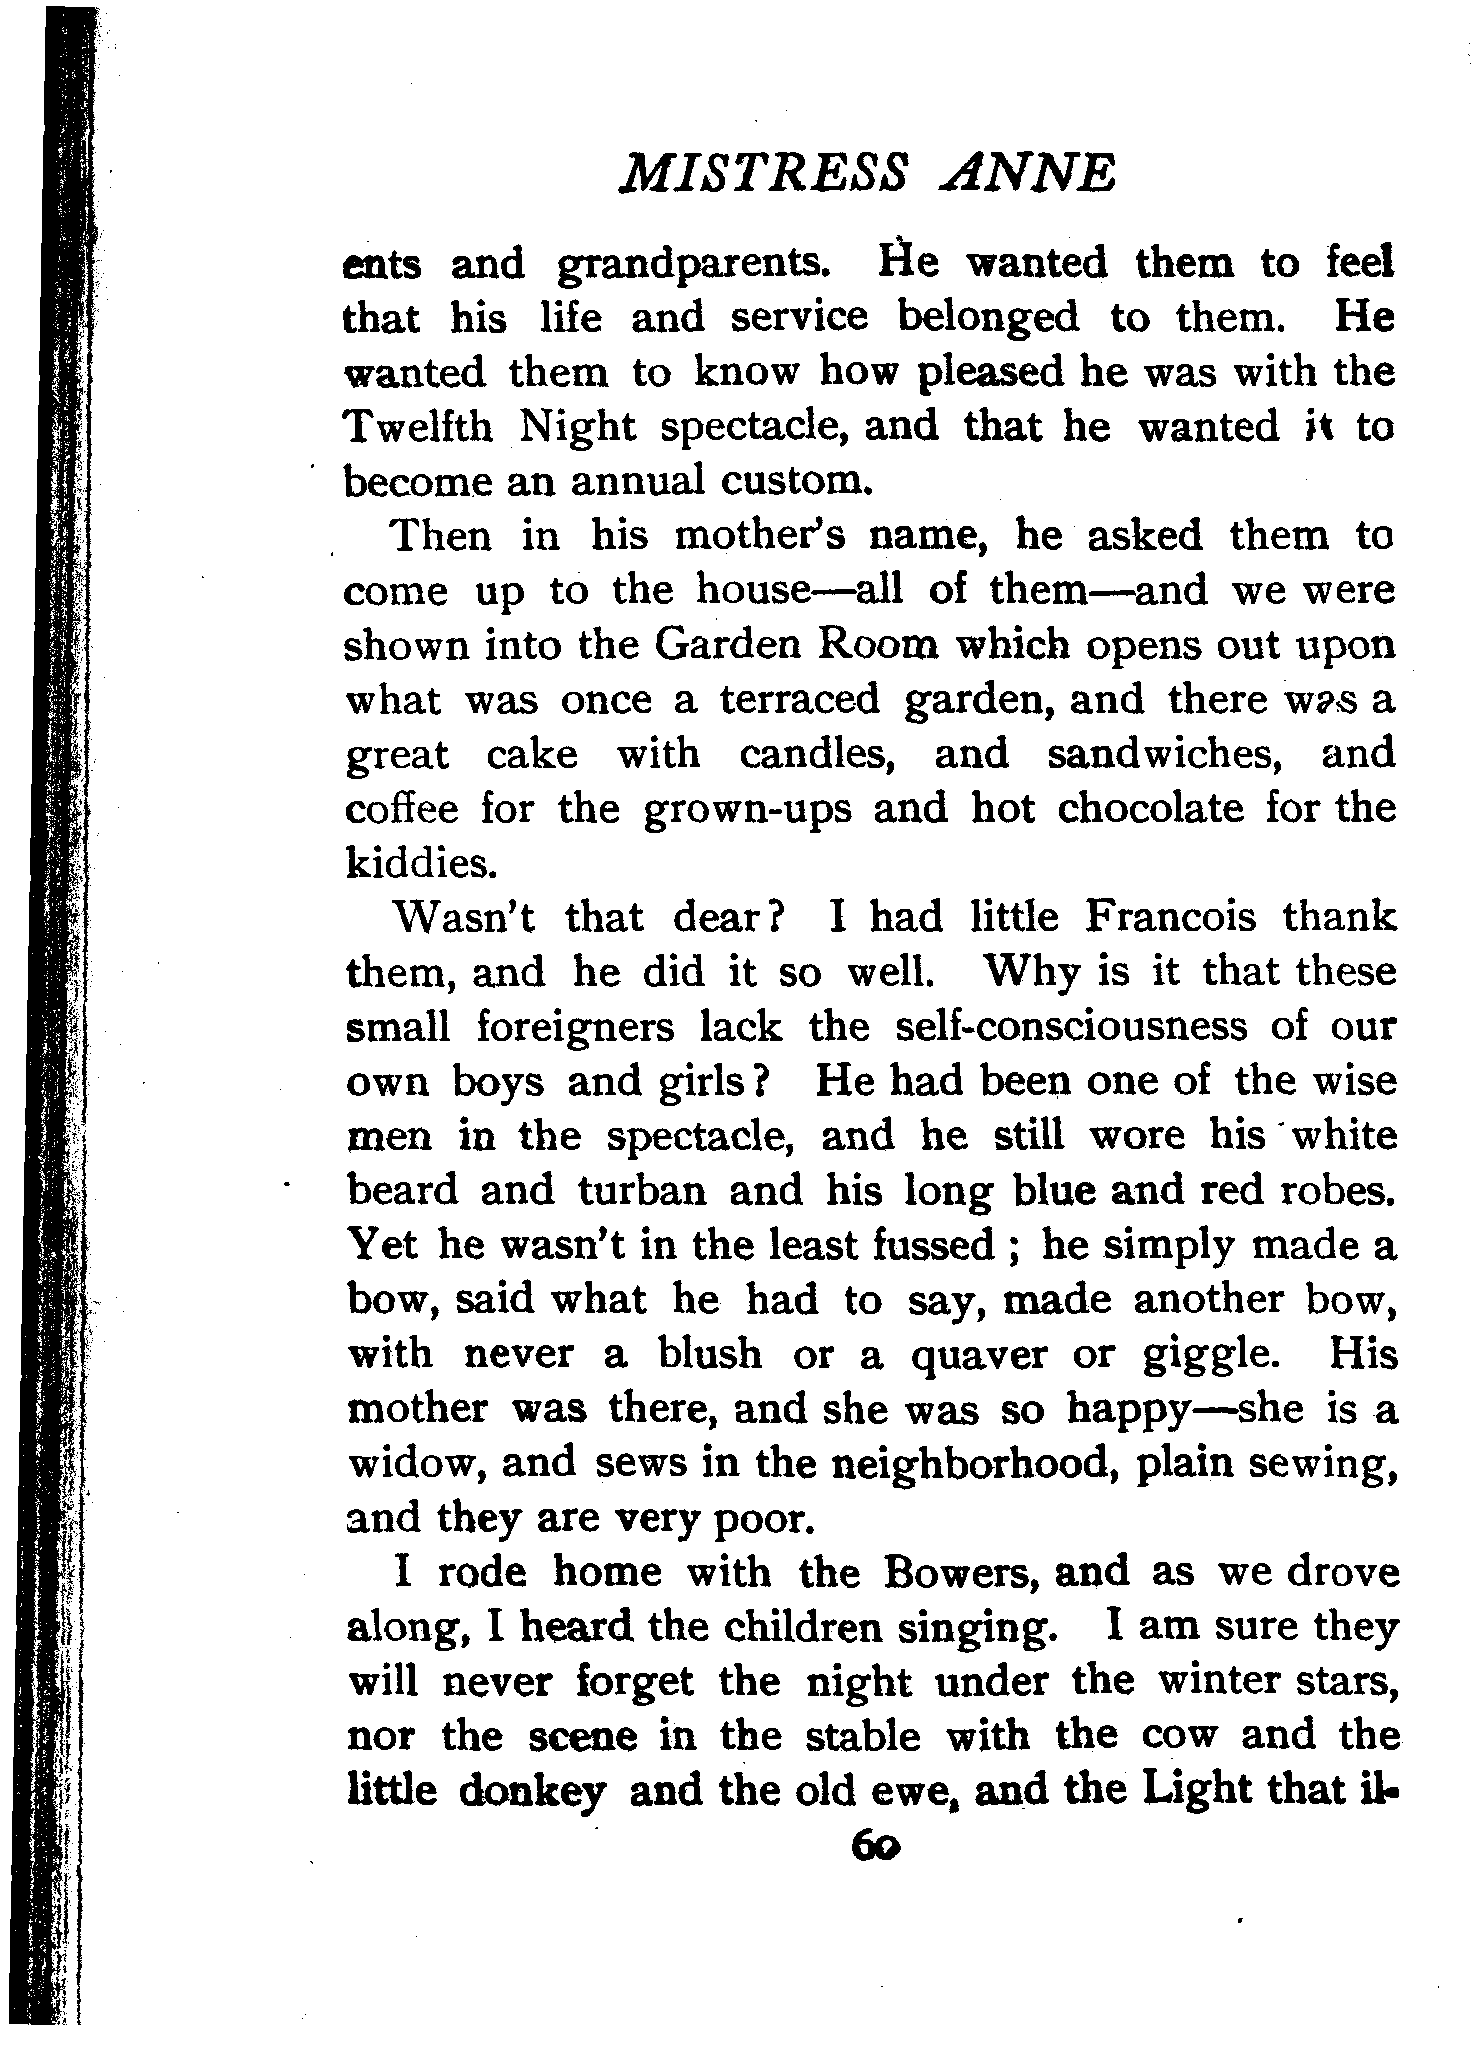 MISTRESS ANNE
ents and grandparents. He wanted them to feel
that his life and service belonged to them. He
wanted them to know how pleased he was with the
Twelfth Night spectacle, and that he wanted it to
become an annual custom.
Then in his mother's name, he asked them to
come up to the house—all of them—and we were
shown into the Garden Room which opens out upon
what was once a terraced garden, and there was a
great cake with candles, and sandwiches, and
coffee for the grown-ups and hot chocolate for the
kiddies.
Wasn't that dear? I had little Francois thank
them, and he did it so well. Why is it that these
small foreigners lack the self-consciousness of our
own boys and girls? He had been one of the wise
men in the spectacle, and he still wore his white
beard and turban and his long blue and red robes.
Yet he wasn't in the least fussed; he simply made a
bow, said what he had to say, made another bow,
with never a blush or a quaver or giggle. His
mother was there, and she was so happy—she is a
widow, and sews in the neighborhood, plain sewing,
and they are very poor.
I rode home with the Bowers, and as we drove
along, I heard the children singing. I am sure they
will never forget the night under the winter stars,
nor the scene in the stable with the cow and the
little donkey and the old ewe, and the Light that il-
60